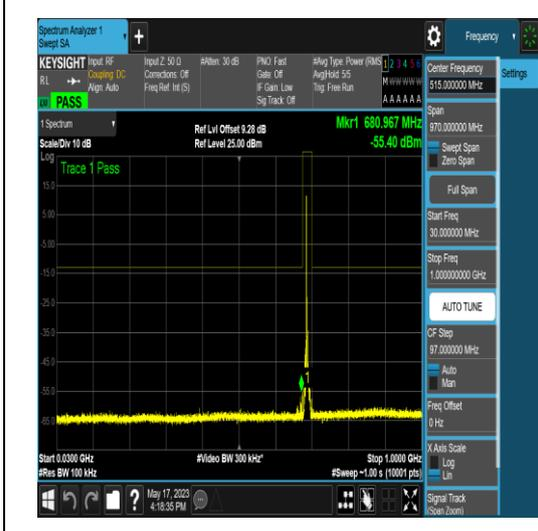 Spectrum Analyzer 1
Swept SA
+
Frequency
KEYSIGHT
RL
Input: RF
Coupling: DC
Align: Auto
Input Z: 50 Ω
Corrections: Off
Freq Ref: Int (S)
#Atten: 30 dB
PNO: Fast
Gate: Off
IF Gain: Low
Sig Track: Off
#Avg Type: Power (RMS
Avg|Hold: 5/5
Trig: Free Run
1 2 3 4 5 6
M W W W W W
A A A A A A
PASS
1 Spectrum
Scale/Div 10 dB
Log
Ref Lvl Offset 9.28 dB
Ref Level 25.00 dBm
Mkr1 680.967 MHz
-55.40 dBm
Trace 1 Pass
15.0
5.00
-5.00
-15.0
-25.0
-35.0
-45.0
-55.0
-65.0
1
Start 0.0300 GHz
#Res BW 100 kHz
#Video BW 300 kHz*
Stop 1.0000 GHz
#Sweep ~1.00 s (10001 pts)
May 17, 2023
4:18:35 PM
?
Center Frequency
515.000000 MHz
Settings
Span
970.000000 MHz
Swept Span
Zero Span
Full Span
Start Freq
30.000000 MHz
Stop Freq
1.000000000 GHz
AUTO TUNE
CF Step
97.000000 MHz
Auto
Man
Freq Offset
0 Hz
X Axis Scale
Log
Lin
Signal Track
(Span Zoom)